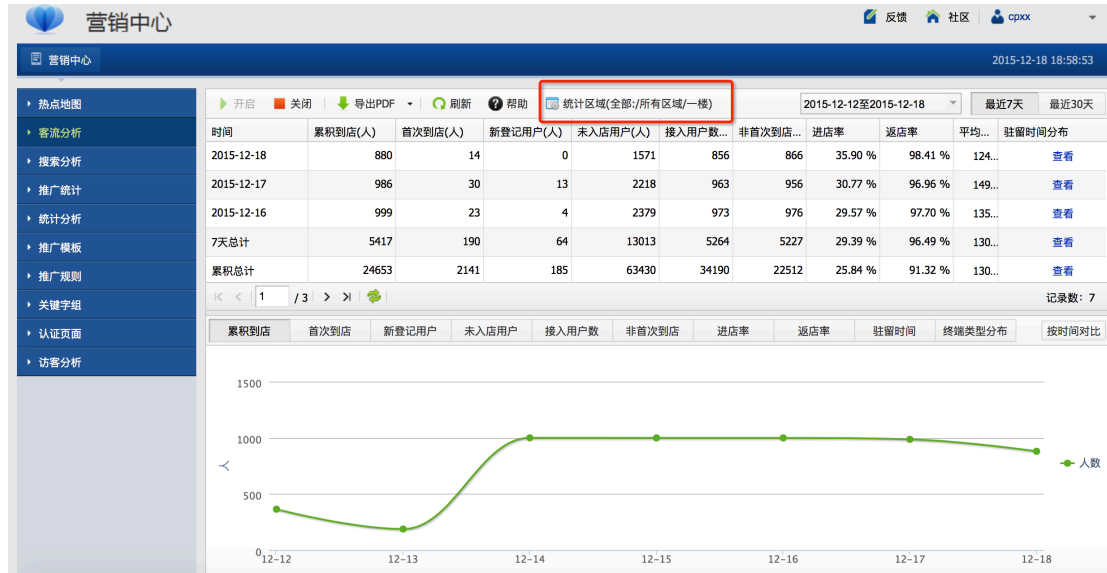 营销中心
反馈 社区 cpxx
营销中心 2015-12-18 18:58:53
热点地图
客流分析
搜索分析
推广统计
统计分析
推广模板
推广规则
关键字组
认证页面
访客分析
开启 关闭 导出PDF 刷新 帮助 统计区域(全部:/所有区域/一楼) 2015-12-12至2015-12-18 最近7天 最近30天
时间 累积到店(人) 首次到店(人) 新登记用户(人) 未入店用户(人) 接入用户数... 非首次到店... 进店率 返店率 平均... 驻留时间分布
2015-12-18 880 14 0 1571 856 866 35.90 % 98.41 % 124... 查看
2015-12-17 986 30 13 2218 963 956 30.77 % 96.96 % 149... 查看
2015-12-16 999 23 4 2379 973 976 29.57 % 97.70 % 135... 查看
7天总计 5417 190 64 13013 5264 5227 29.39 % 96.49 % 130... 查看
累积总计 24653 2141 185 63430 34190 22512 25.84 % 91.32 % 130... 查看
1 / 3 记录数: 7
累积到店 首次到店 新登记用户 未入店用户 接入用户数 非首次到店 进店率 返店率 驻留时间 终端类型分布 按时间对比
1500
1000
人
人数
500
0
12-12 12-13 12-14 12-15 12-16 12-17 12-18